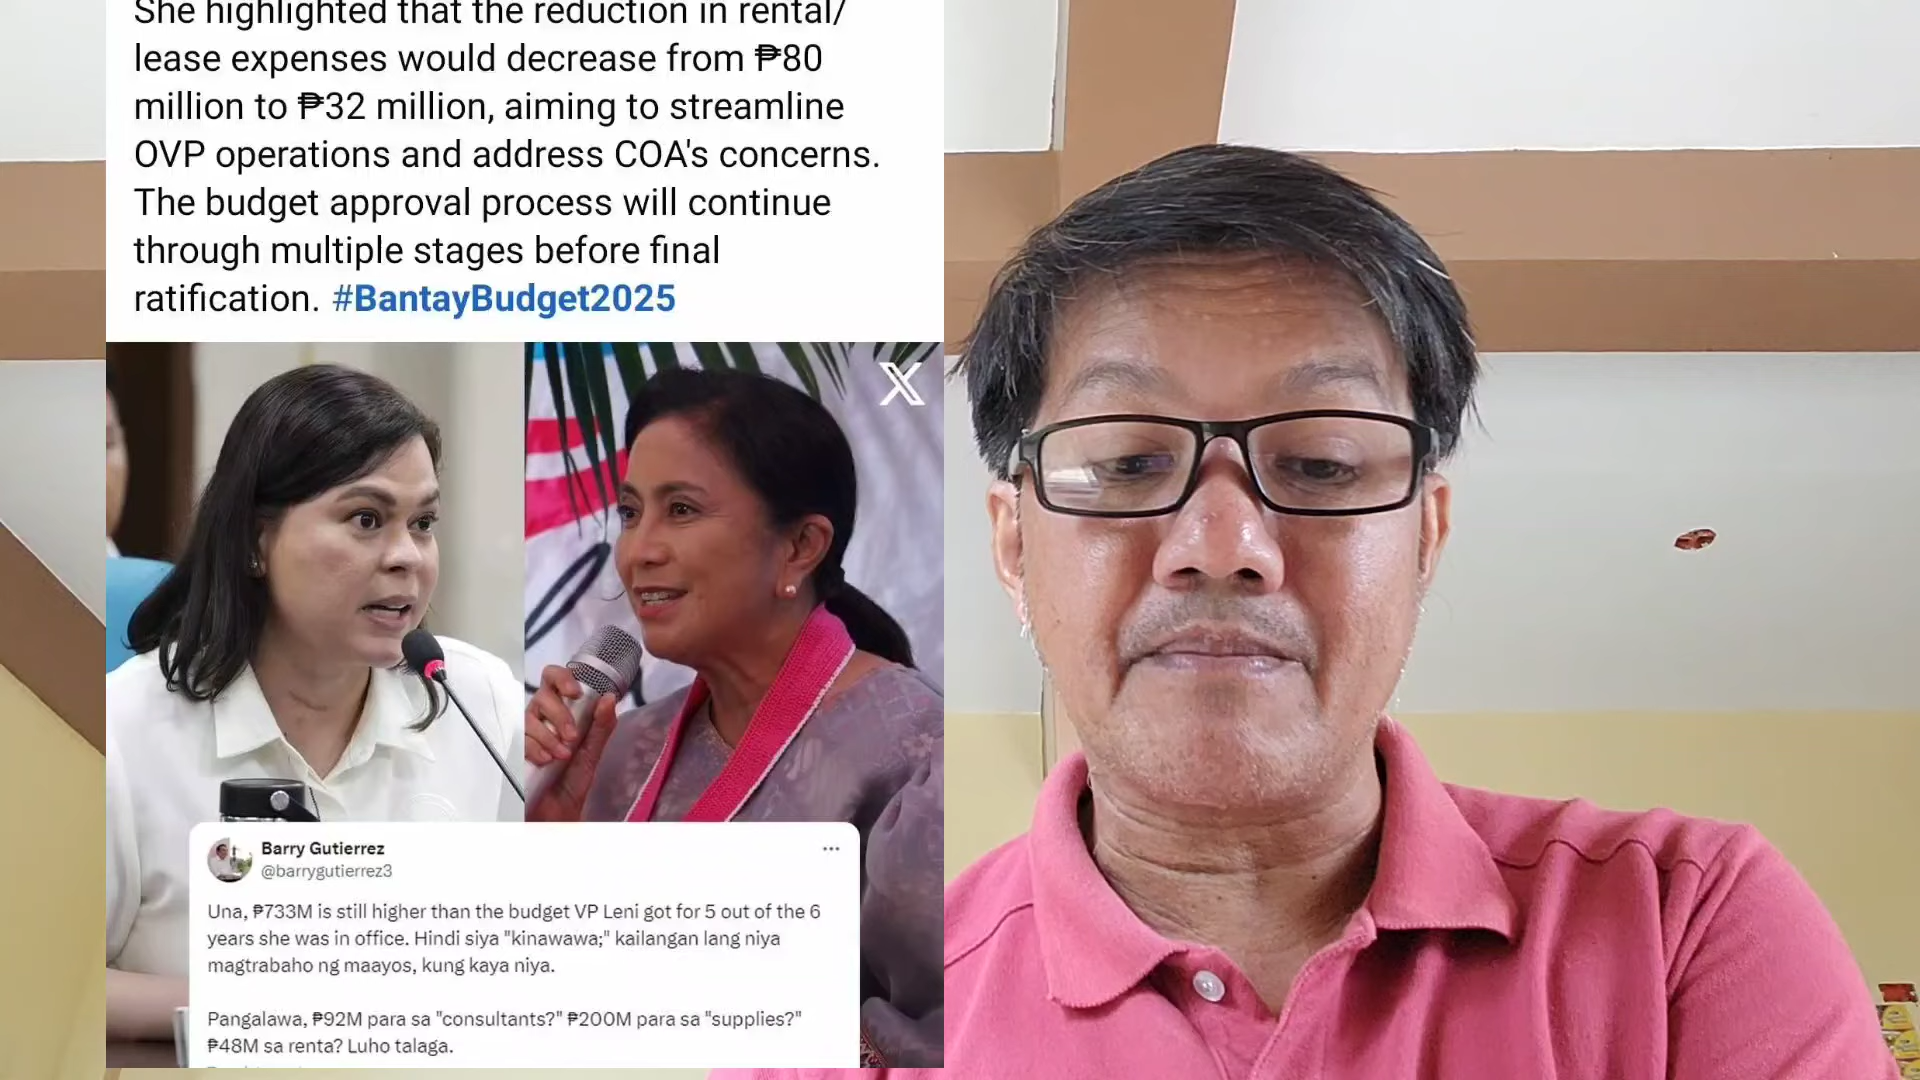 She highlighted that the reduction in rental/
lease expenses would decrease from ₱80
million to ₱32 million, aiming to streamline
OVP operations and address COA's concerns.
The budget approval process will continue
through multiple stages before final
ratification. #BantayBudget2025
X
Barry Gutierrez
@barrygutierrez3
Una, ₱733M is still higher than the budget VP Leni got for 5 out of the 6
years she was in office. Hindi siya "kinawawa;" kailangan lang niya
magtrabaho ng maayos, kung kaya niya.
Pangalawa, ₱92M para sa "consultants?" ₱200M para sa "supplies?"
₱48M sa renta? Luho talaga.